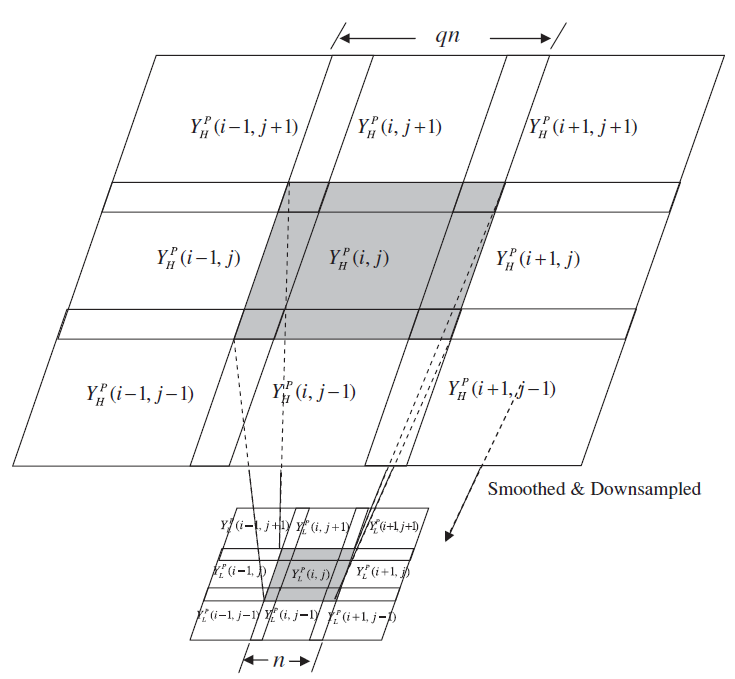 qn
Y_H^P(i−1, j+1) Y_H^P(i, j+1) Y_H^P(i+1, j+1)
Y_H^P(i−1, j) Y_H^P(i, j) Y_H^P(i+1, j)
Y_H^P(i−1, j−1) Y_H^P(i, j−1) Y_H^P(i+1, j−1)
Smoothed & Downsampled
Y_L^P(i−1, j+1) Y_L^P(i, j+1) Y_L^P(i+1, j+1)
Y_L^P(i−1, j) Y_L^P(i, j) Y_L^P(i+1, j)
Y_L^P(i−1, j−1) Y_L^P(i, j−1) Y_L^P(i+1, j−1)
n